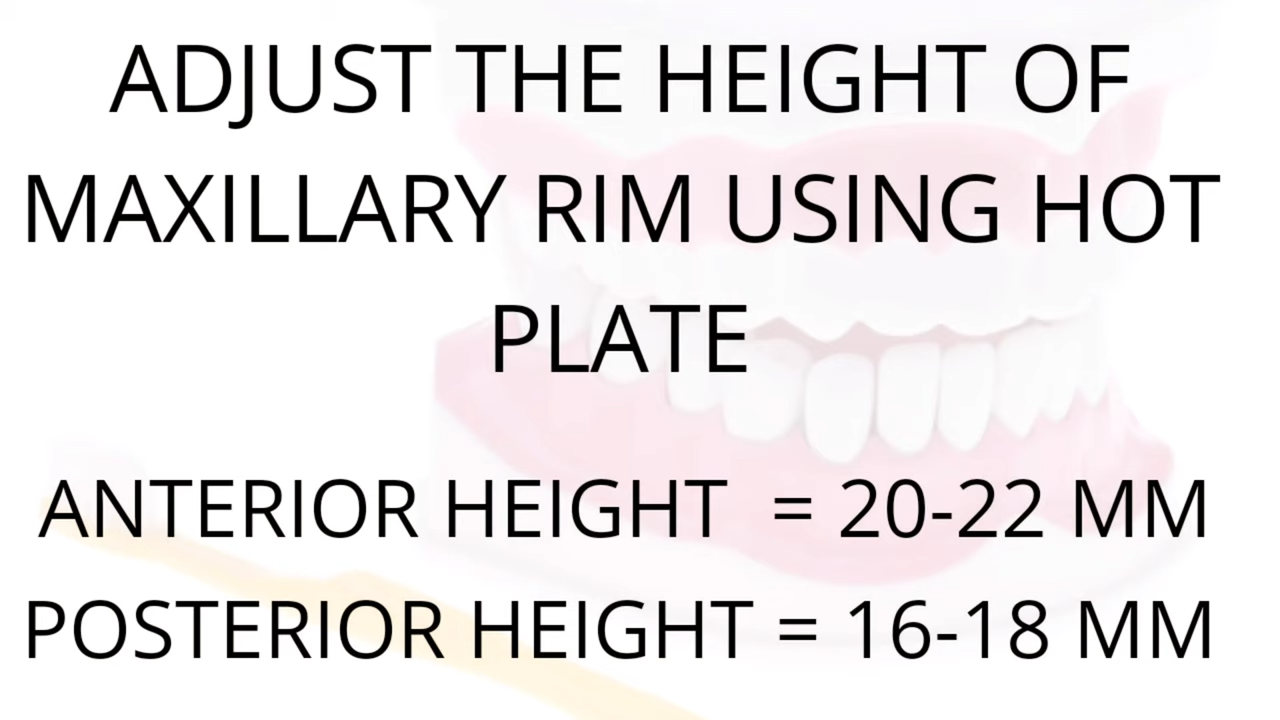 ADJUST THE HEIGHT OF
MAXILLARY RIM USING HOT
PLATE
ANTERIOR HEIGHT = 20-22 MM
POSTERIOR HEIGHT = 16-18 MM